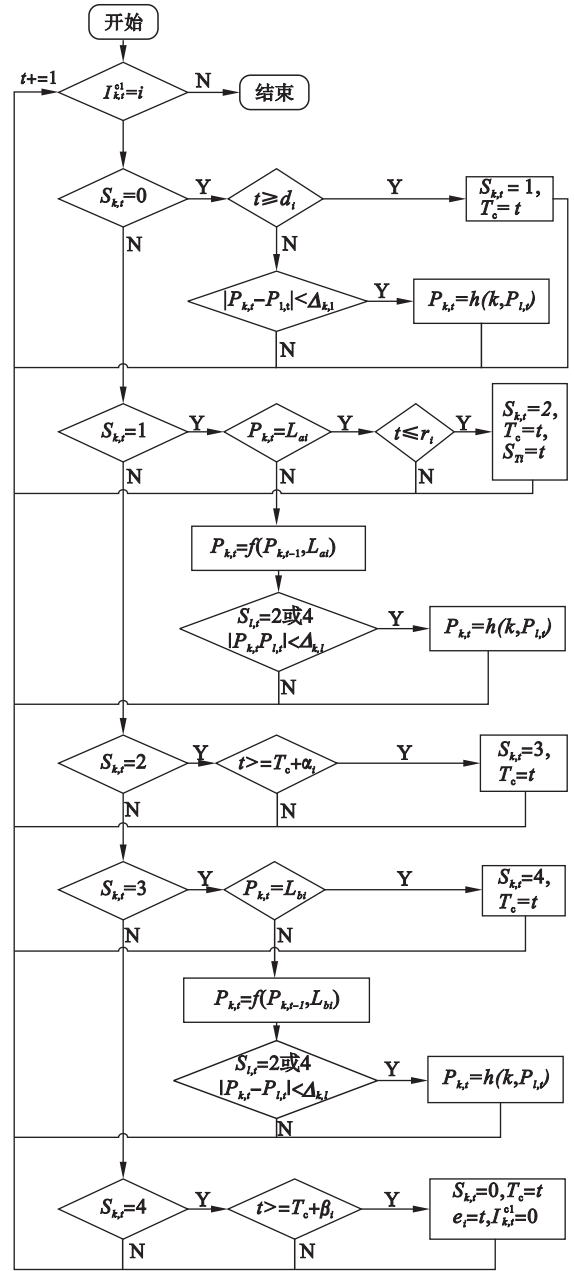 开始
t+=1
I^{c1}_{k,t}=i
N
结束
S_{k,t}=0
Y
t≥d_i
Y
S_{k,t}=1,
T_c=t
N
N
|P_{k,t}-P_{l,t}|<Δ_{k,l}
Y
P_{k,t}=h(k,P_{l,t})
N
S_{k,t}=1
Y
P_{k,t}=L_{ai}
Y
t≤r_i
Y
S_{k,t}=2,
T_c=t,
S_{Ti}=t
N
N
N
P_{k,t}=f(P_{k,t-1},L_{ai})
S_{l,t}=2或4
|P_{k,t}P_{l,t}|<Δ_{k,l}
Y
P_{k,t}=h(k,P_{l,t})
N
S_{k,t}=2
Y
t>=T_c+α_i
Y
S_{k,t}=3,
T_c=t
N
N
S_{k,t}=3
Y
P_{k,t}=L_{bi}
Y
S_{k,t}=4,
T_c=t
N
N
P_{k,t}=f(P_{k,t-1},L_{bi})
S_{l,t}=2或4
|P_{k,t}-P_{l,t}|<Δ_{k,l}
Y
P_{k,t}=h(k,P_{l,t})
N
S_{k,t}=4
Y
t>=T_c+β_i
Y
S_{k,t}=0,T_c=t
e_i=t,I^{c1}_{k,t}=0
N
N